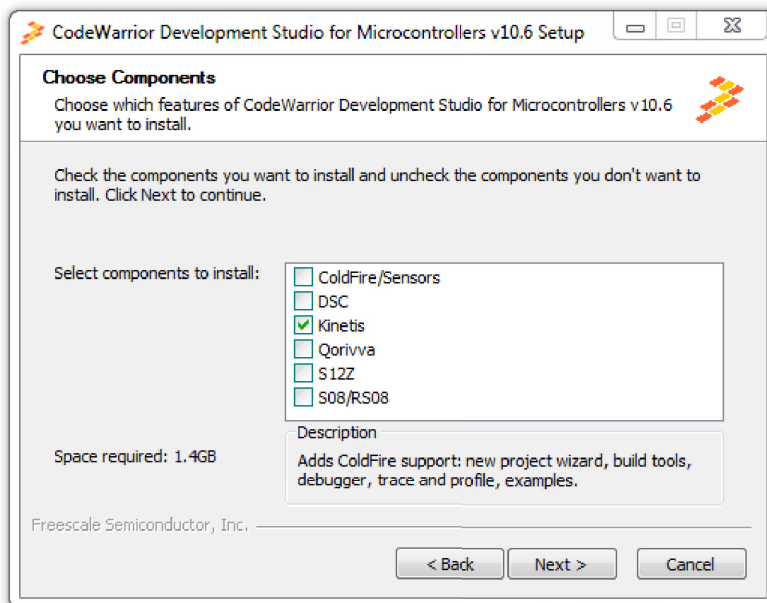 CodeWarrior Development Studio for Microcontrollers v10.6 Setup
Choose Components
Choose which features of CodeWarrior Development Studio for Microcontrollers v10.6
you want to install.
Check the components you want to install and uncheck the components you don't want to
install. Click Next to continue.
Select components to install:
ColdFire/Sensors
DSC
Kinetis
Qorivva
S12Z
S08/RS08
Space required: 1.4GB
Description
Adds ColdFire support: new project wizard, build tools,
debugger, trace and profile, examples.
Freescale Semiconductor, Inc.
< Back
Next >
Cancel